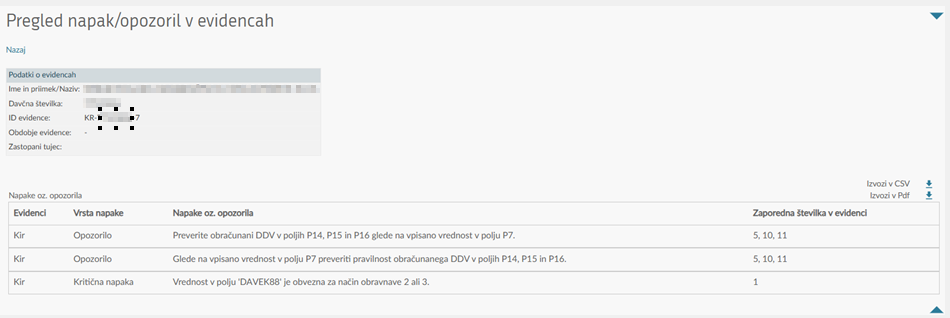 Pregled napak/opozoril v evidencah
Nazaj
Podatki o evidencah
Ime in priimek/Naziv:
Davčna številka:
ID evidence: KR- 7
Obdobje evidence: -
Zastopani tujec:
Izvozi v CSV
Napake oz. opozorila Izvozi v Pdf
Evidenci Vrsta napake Napake oz. opozorila Zaporedna številka v evidenci
Kir Opozorilo Preverite obračunani DDV v poljih P14, P15 in P16 glede na vpisano vrednost v polju P7. 5, 10, 11
Kir Opozorilo Glede na vpisano vrednost v polju P7 preveriti pravilnost obračunanega DDV v poljih P14, P15 in P16. 5, 10, 11
Kir Kritična napaka Vrednost v polju 'DAVEK88' je obvezna za način obravnave 2 ali 3. 1